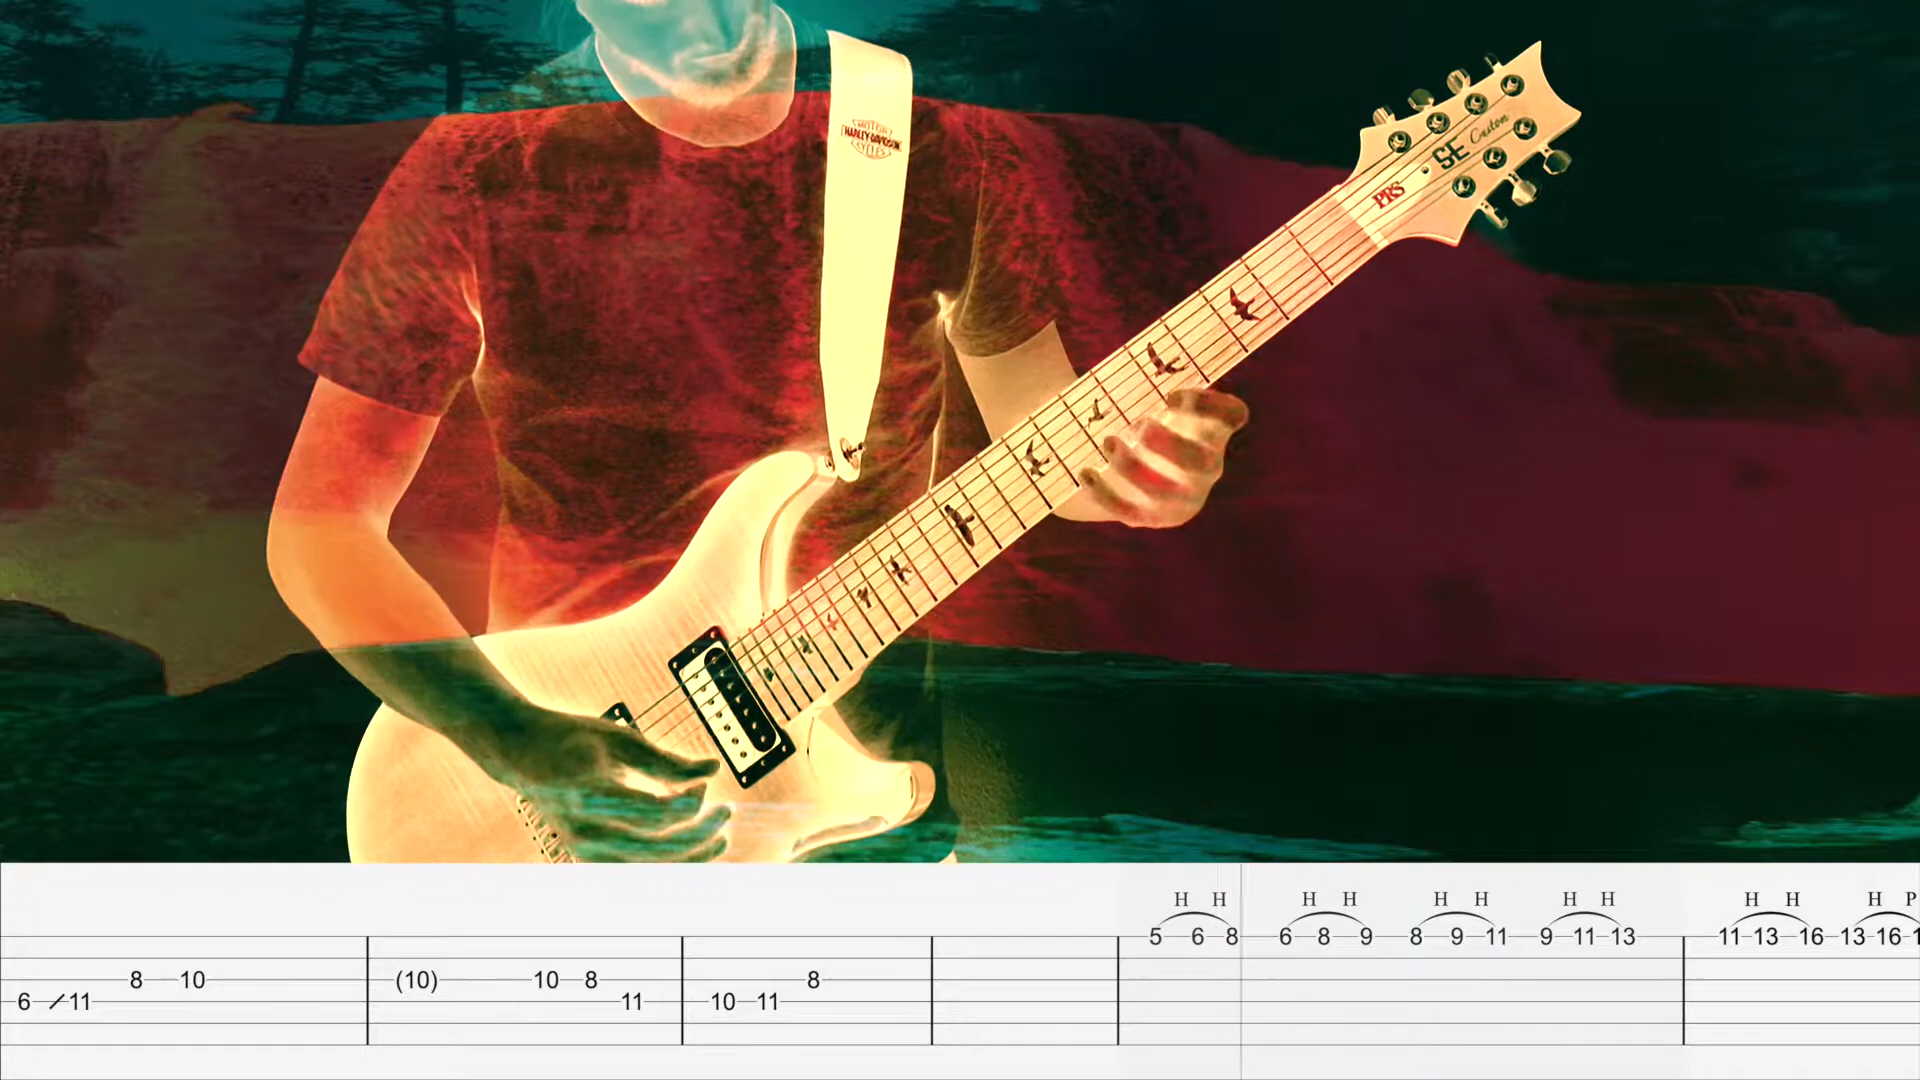 MOTOR
HARLEY-DAVIDSON
CYCLES
SE Custom
PRS
H H H H H H H H H H H P
5 6 8 6 8 9 8 9 11 9 11 13 11 13 16 13 16 1
8 10 (10) 10 8 8
6 11 11 10 11